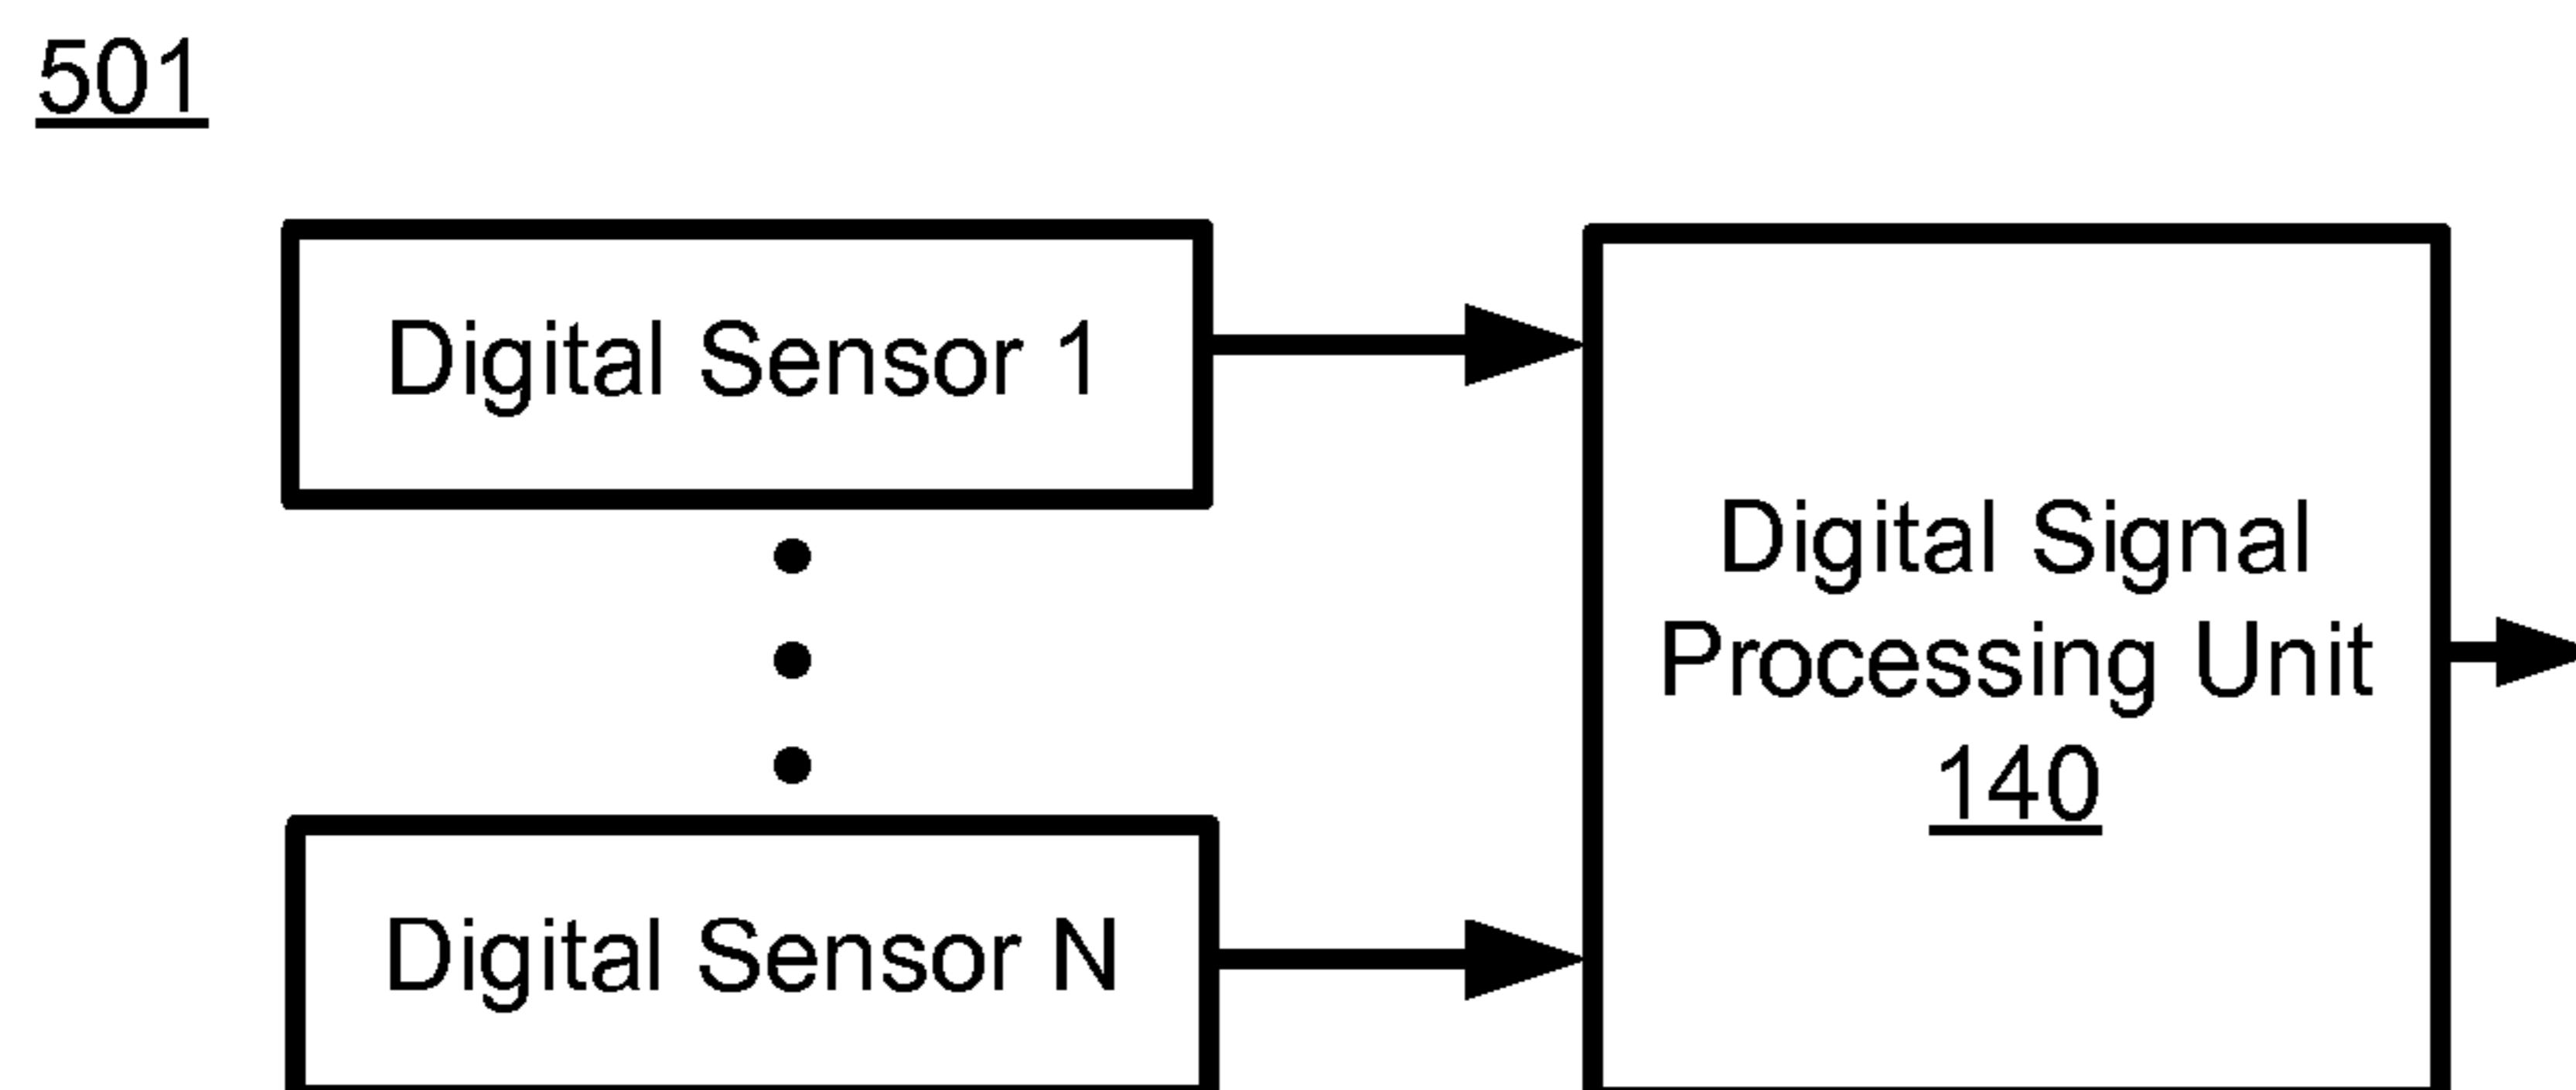 501
Digital Sensor 1
Digital Signal
Processing Unit
140
Digital Sensor N